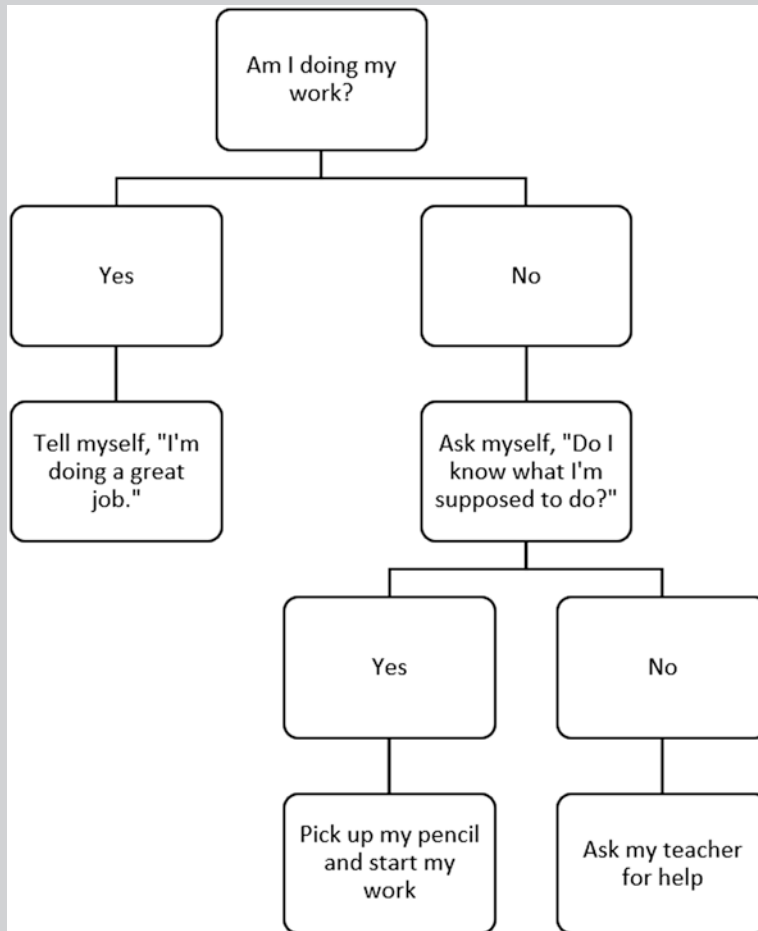 Am I doing my
work?
Yes
No
Tell myself, "I'm
doing a great
job."
Ask myself, "Do I
know what I'm
supposed to do?"
Yes
No
Pick up my pencil
and start my
work
Ask my teacher
for help